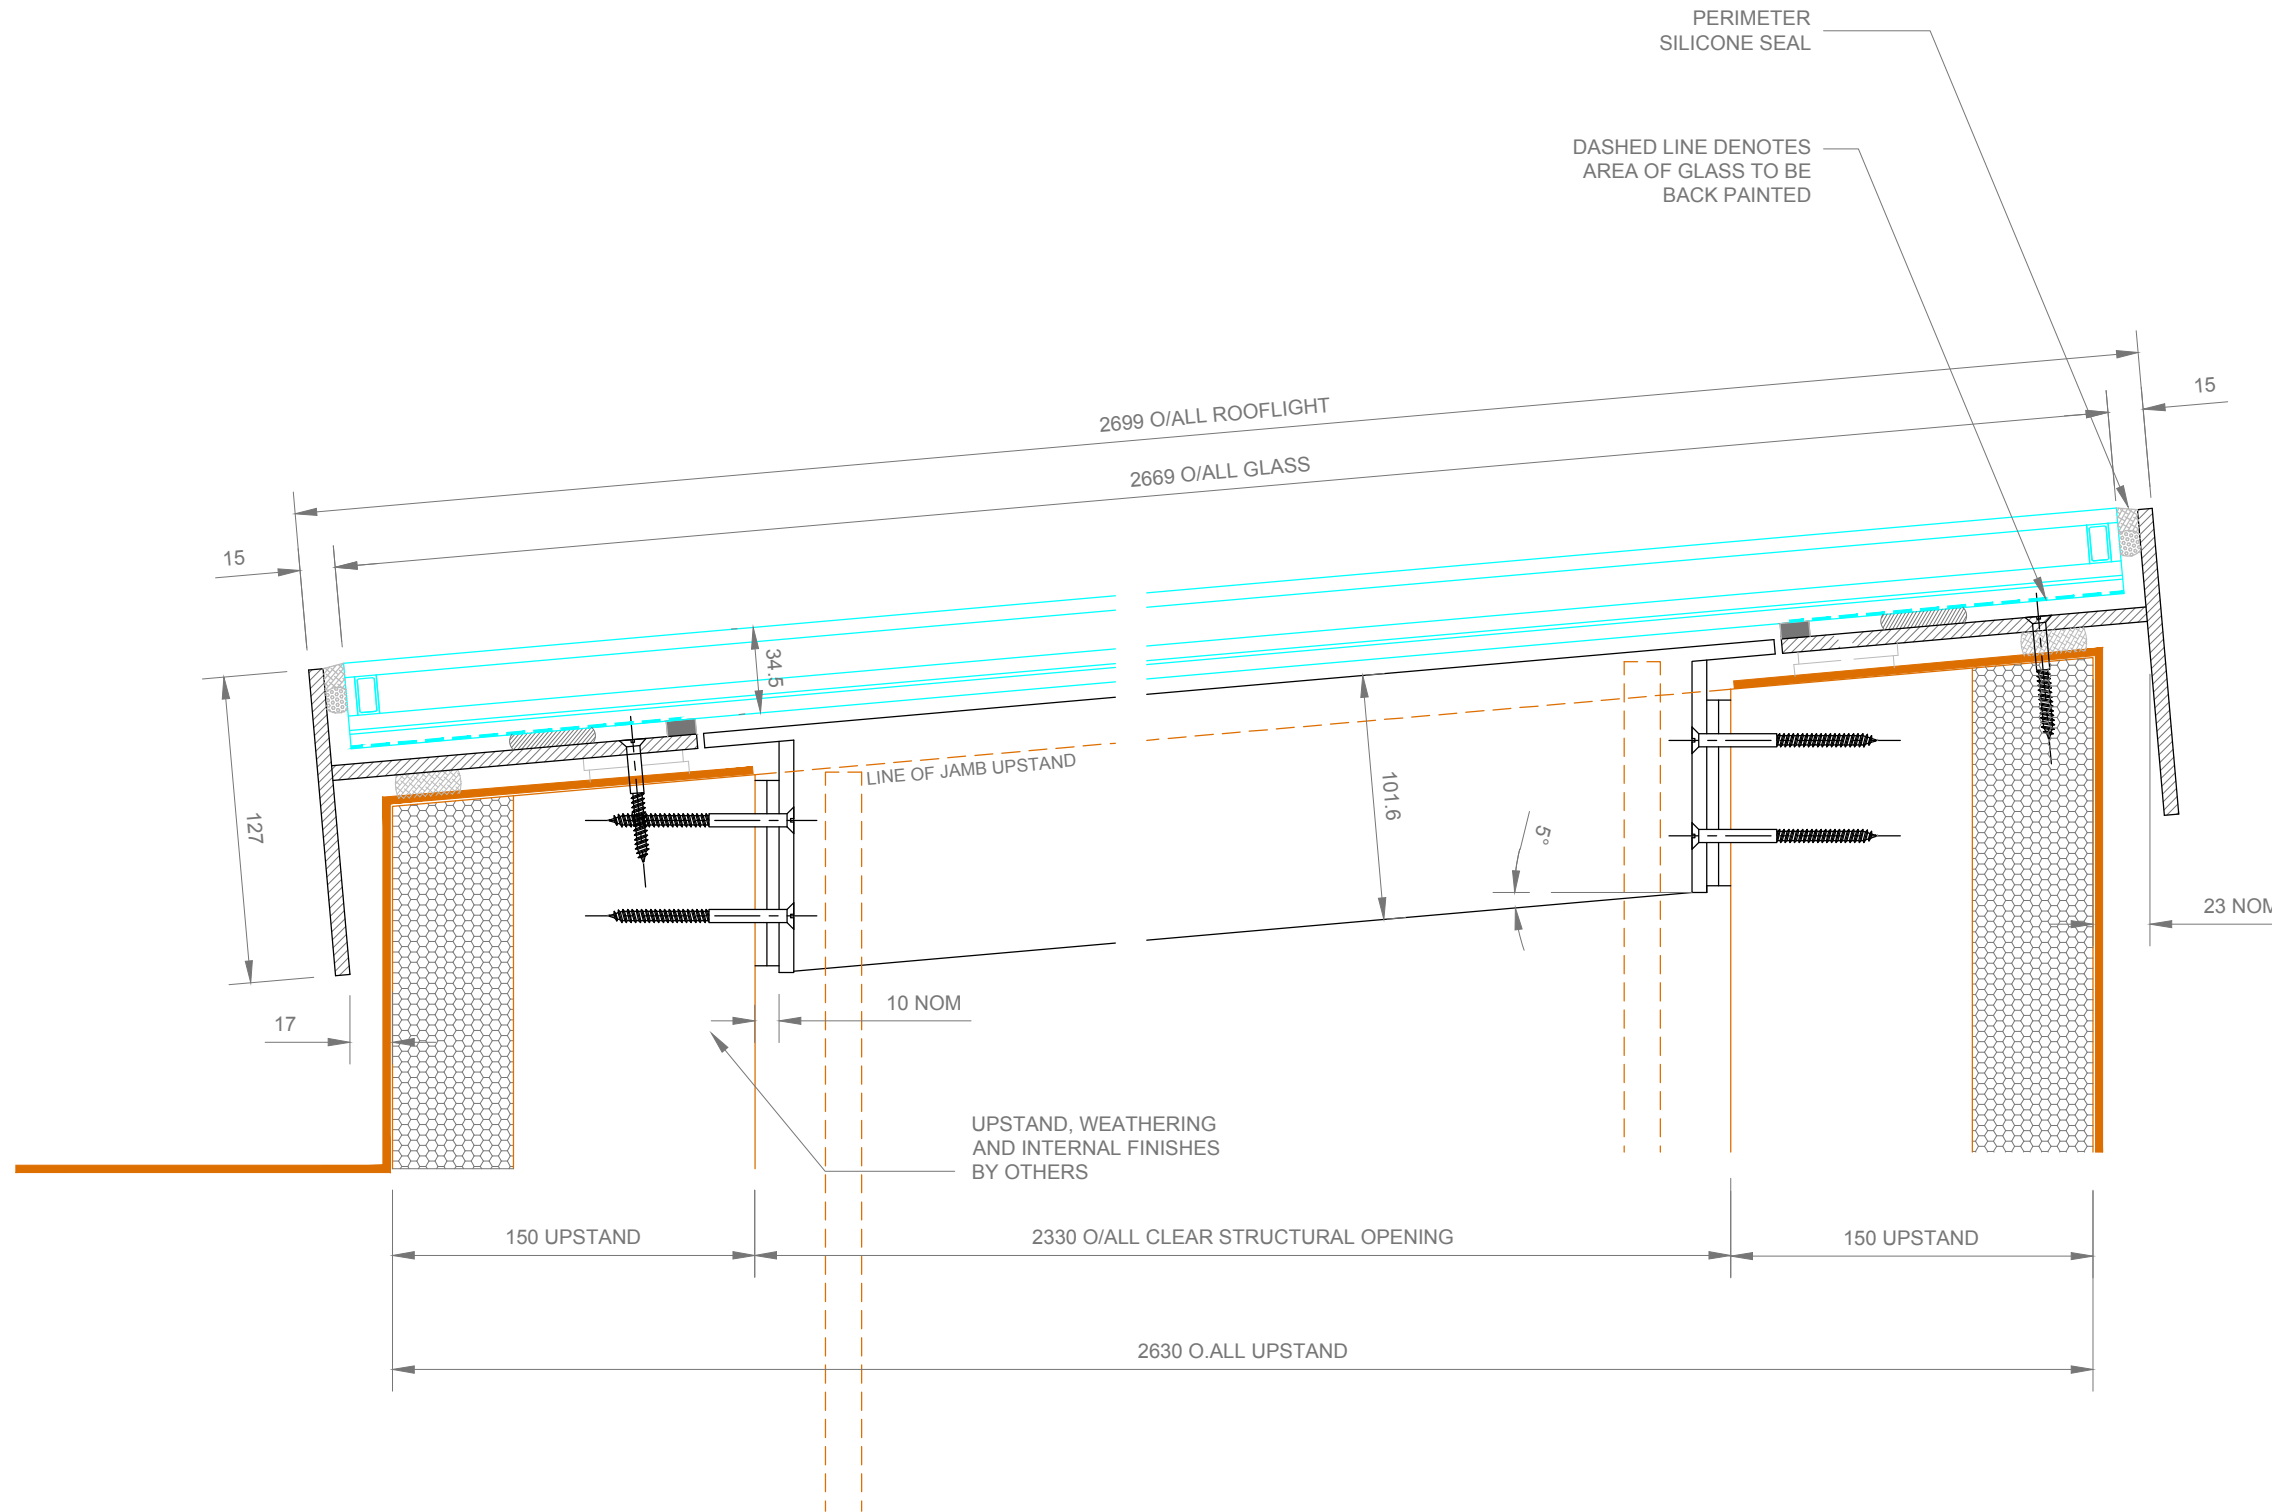 PERIMETER
SILICONE SEAL
DASHED LINE DENOTES
AREA OF GLASS TO BE
BACK PAINTED
2699 O/ALL ROOFLIGHT
15
2669 O/ALL GLASS
15
34.5
LINE OF JAMB UPSTAND
101.6
127
5°
23 NOM
10 NOM
17
UPSTAND, WEATHERING
AND INTERNAL FINISHES
BY OTHERS
150 UPSTAND
2330 O/ALL CLEAR STRUCTURAL OPENING
150 UPSTAND
2630 O.ALL UPSTAND